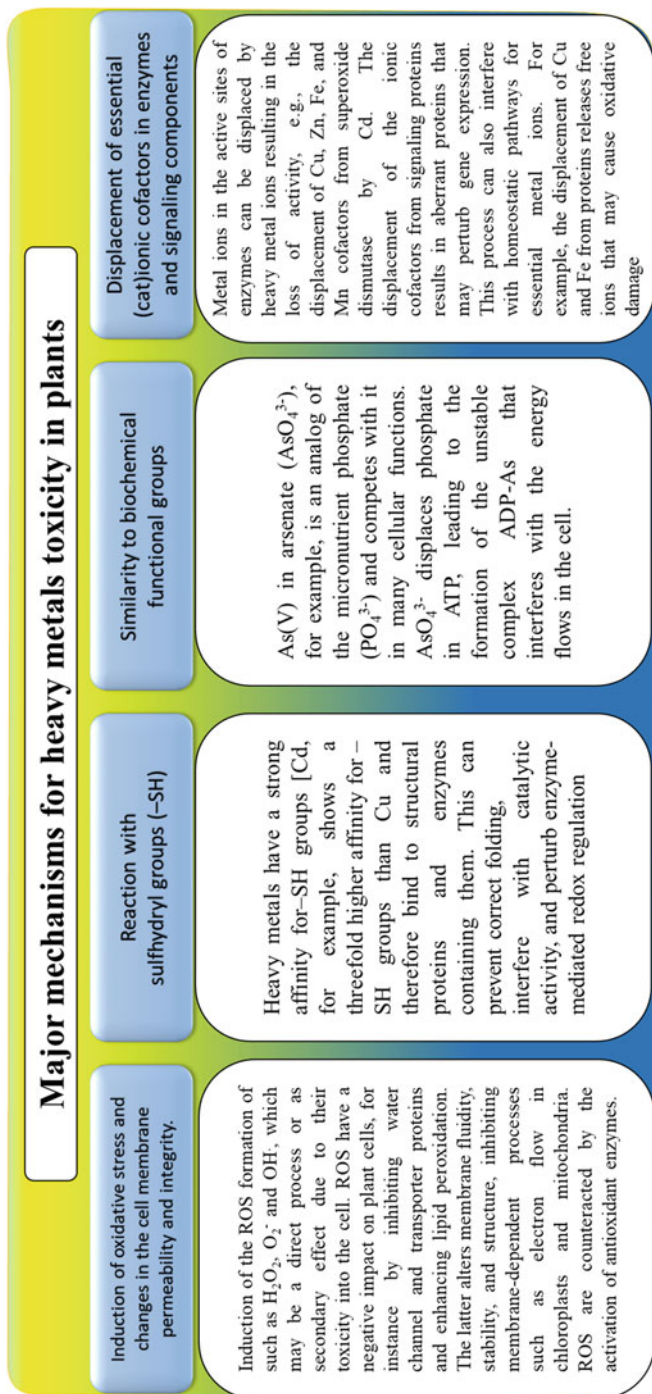 Major mechanisms for heavy metals toxicity in plants
Induction of oxidative stress and
changes in the cell membrane
permeability and integrity.
Induction of the ROS formation of
such as H₂O₂, O₂⁻ and OH·, which
may be a direct process or as
secondary effect due to their
toxicity into the cell. ROS have a
negative impact on plant cells, for
instance by inhibiting water
channel and transporter proteins
and enhancing lipid peroxidation.
The latter alters membrane fluidity,
stability, and structure, inhibiting
membrane-dependent processes
such as electron flow in
chloroplasts and mitochondria.
ROS are counteracted by the
activation of antioxidant enzymes.
Reaction with
sulfhydryl groups (–SH)
Heavy metals have a strong
affinity for–SH groups [Cd,
for example, shows a
threefold higher affinity for –
SH groups than Cu and
therefore bind to structural
proteins and enzymes
containing them. This can
prevent correct folding,
interfere with catalytic
activity, and perturb enzyme-
mediated redox regulation
Similarity to biochemical
functional groups
As(V) in arsenate (AsO₄³⁻),
for example, is an analog of
the micronutrient phosphate
(PO₄³⁻) and competes with it
in many cellular functions.
AsO₄³⁻ displaces phosphate
in ATP, leading to the
formation of the unstable
complex ADP-As that
interferes with the energy
flows in the cell.
Displacement of essential
(cat)ionic cofactors in enzymes
and signaling components
Metal ions in the active sites of
enzymes can be displaced by
heavy metal ions resulting in the
loss of activity, e.g., the
displacement of Cu, Zn, Fe, and
Mn cofactors from superoxide
dismutase by Cd. The
displacement of the ionic
cofactors from signaling proteins
results in aberrant proteins that
may perturb gene expression.
This process can also interfere
with homeostatic pathways for
essential metal ions. For
example, the displacement of Cu
and Fe from proteins releases free
ions that may cause oxidative
damage